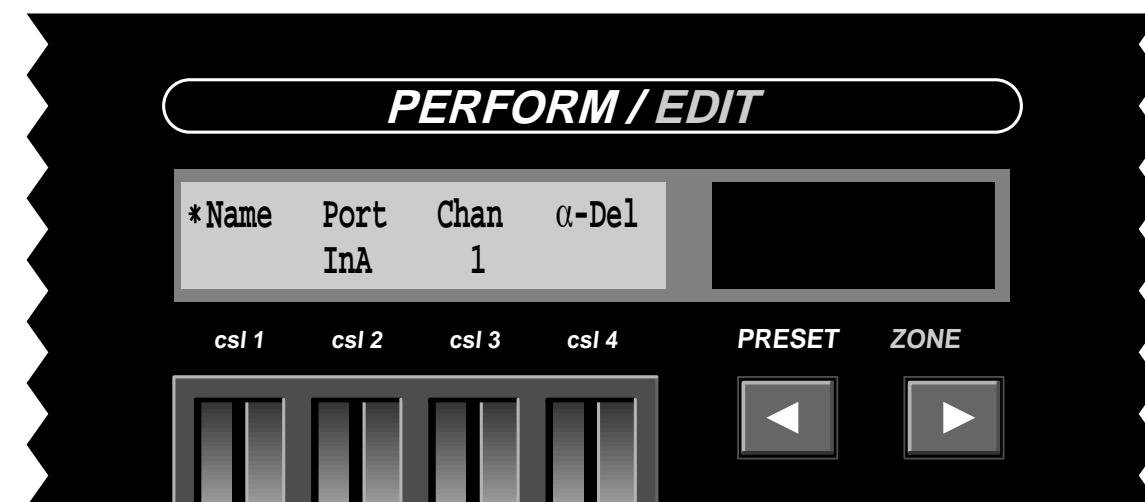 PERFORM / EDIT
*Name Port Chan α-Del
InA 1
csl 1 csl 2 csl 3 csl 4 PRESET ZONE